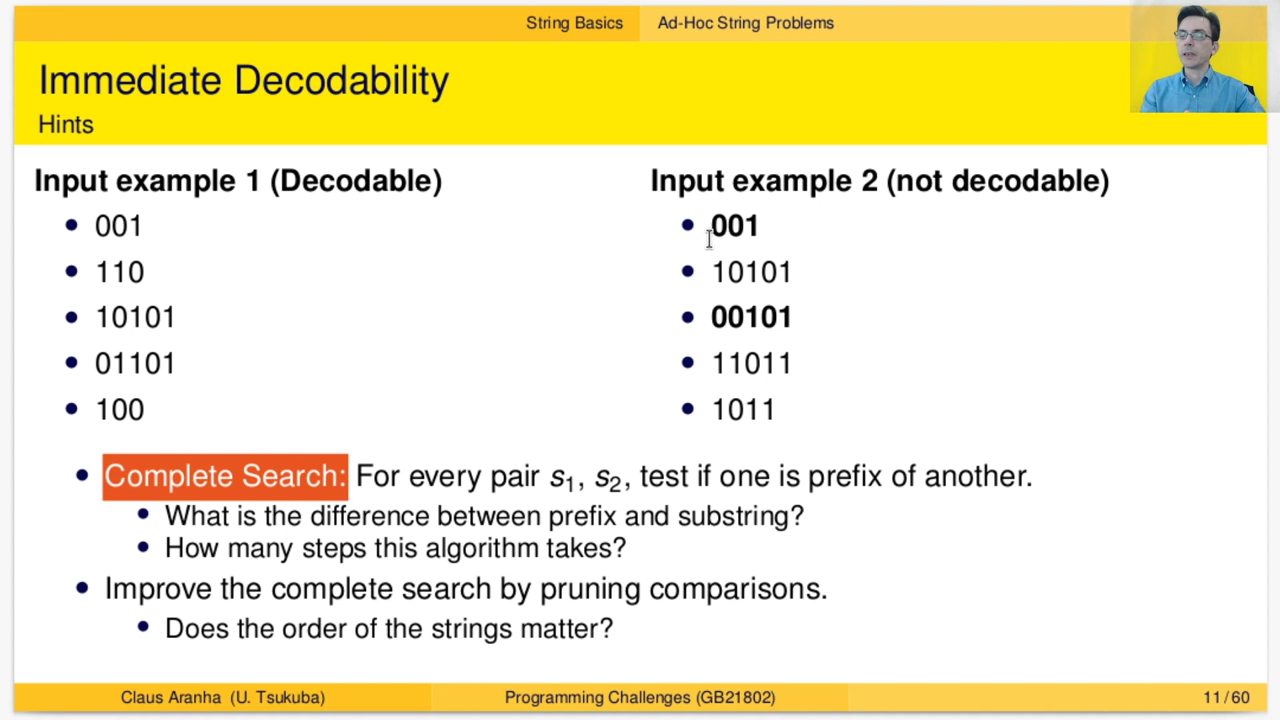 String Basics Ad-Hoc String Problems
Immediate Decodability
Hints
Input example 1 (Decodable)
001
110
10101
01101
100
Input example 2 (not decodable)
001
10101
00101
11011
1011
Complete Search: For every pair s1, s2, test if one is prefix of another.
What is the difference between prefix and substring?
How many steps this algorithm takes?
Improve the complete search by pruning comparisons.
Does the order of the strings matter?
Claus Aranha (U. Tsukuba) Programming Challenges (GB21802) 11/60